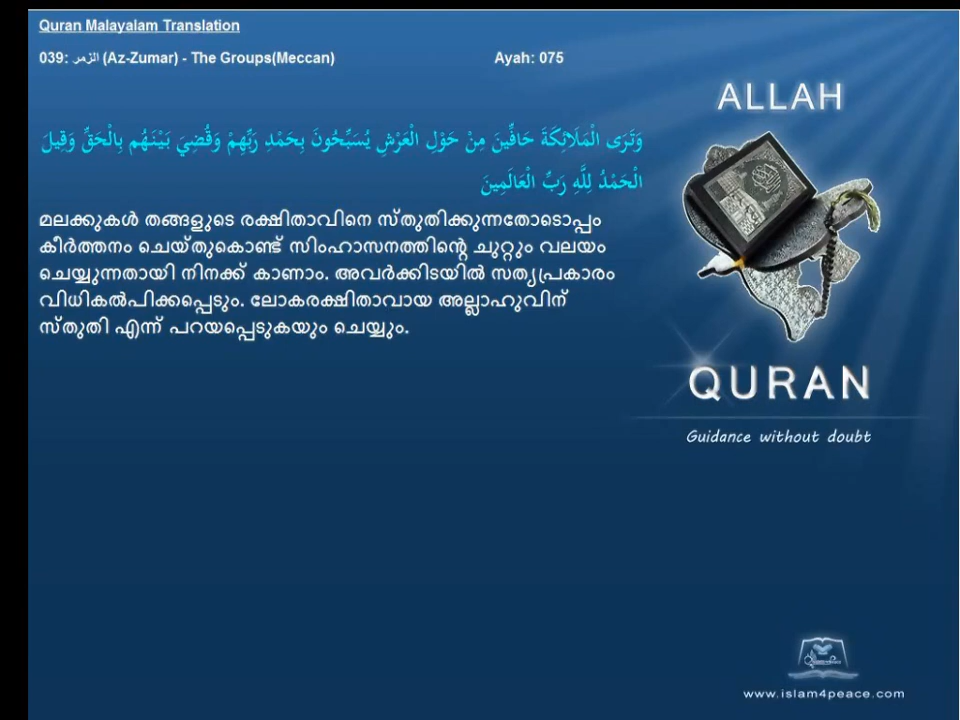 Quran Malayalam Translation
039: الزمر (Az-Zumar) - The Groups(Meccan) Ayah: 075
وَتَرَى الْمَلَائِكَةَ حَافِّينَ مِنْ حَوْلِ الْعَرْشِ يُسَبِّحُونَ بِحَمْدِ رَبِّهِمْ وَقُضِيَ بَيْنَهُم بِالْحَقِّ وَقِيلَ
الْحَمْدُ لِلَّهِ رَبِّ الْعَالَمِينَ
മലക്കുകള്‍ തങ്ങളുടെ രക്ഷിതാവിനെ സ്തുതിക്കുന്നതോടൊപ്പം
കീര്‍ത്തനം ചെയ്തുകൊണ്ട് സിംഹാസനത്തിന്‍റെ ചുറ്റും വലയം
ചെയ്യുന്നതായി നിനക്ക് കാണാം. അവര്‍ക്കിടയില്‍ സത്യപ്രകാരം
വിധികല്‍പിക്കപ്പെടും. ലോകരക്ഷിതാവായ അല്ലാഹുവിന്
സ്തുതി എന്ന് പറയപ്പെടുകയും ചെയ്യും.
ALLAH
QURAN
Guidance without doubt
www.islam4peace.com